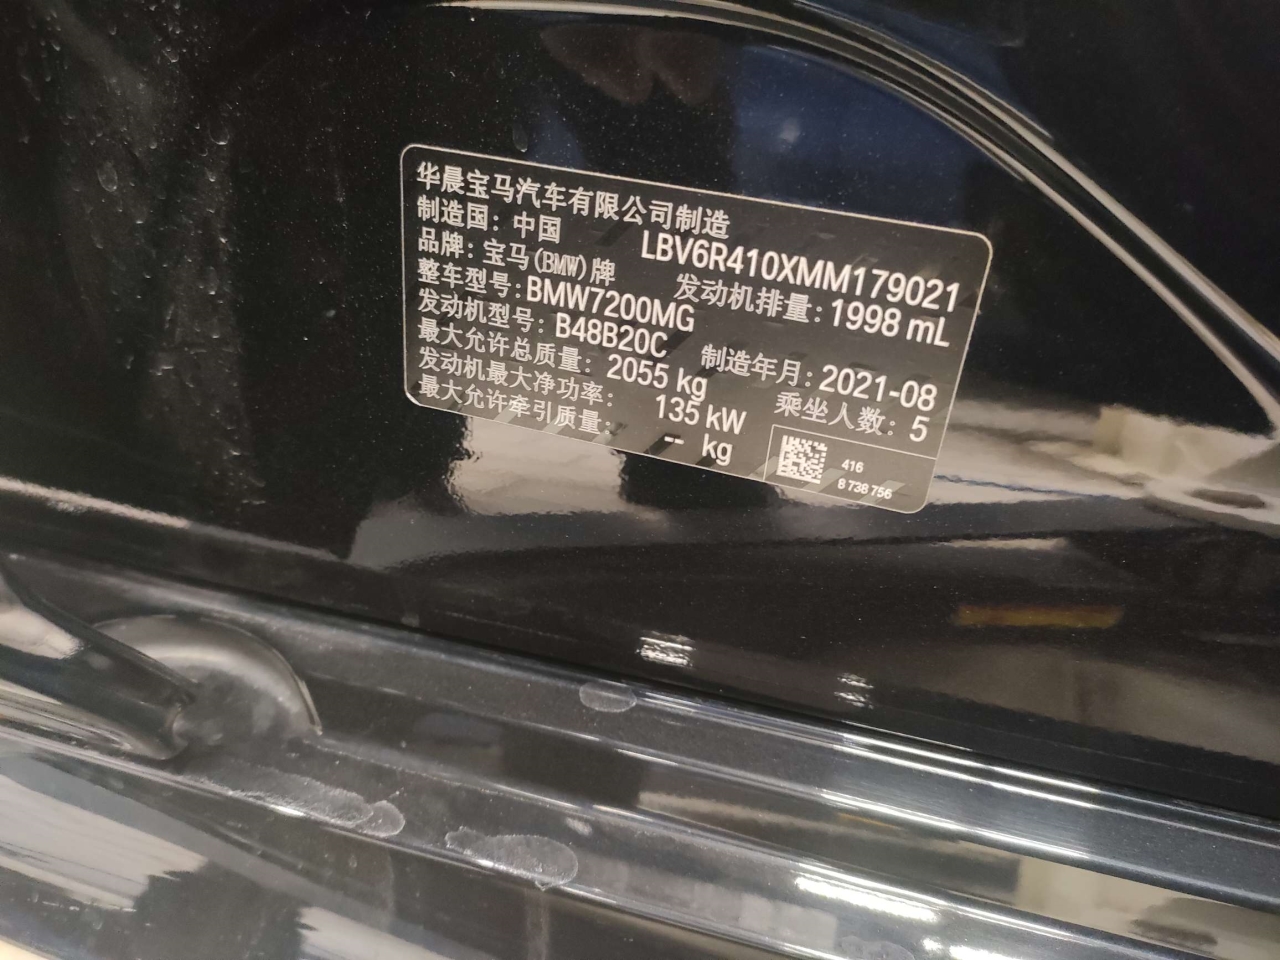 华晨宝马汽车有限公司制造
制造国：中国 LBV6R410XMM179021
品牌：宝马(BMW)牌 发动机排量：1998 mL
整车型号：BMW7200MG
发动机型号：B48B20C 制造年月：2021-08
最大允许总质量：2055 kg 乘坐人数：5
发动机最大净功率：135 kW
最大允许牵引质量：-- kg
416
8 738 756